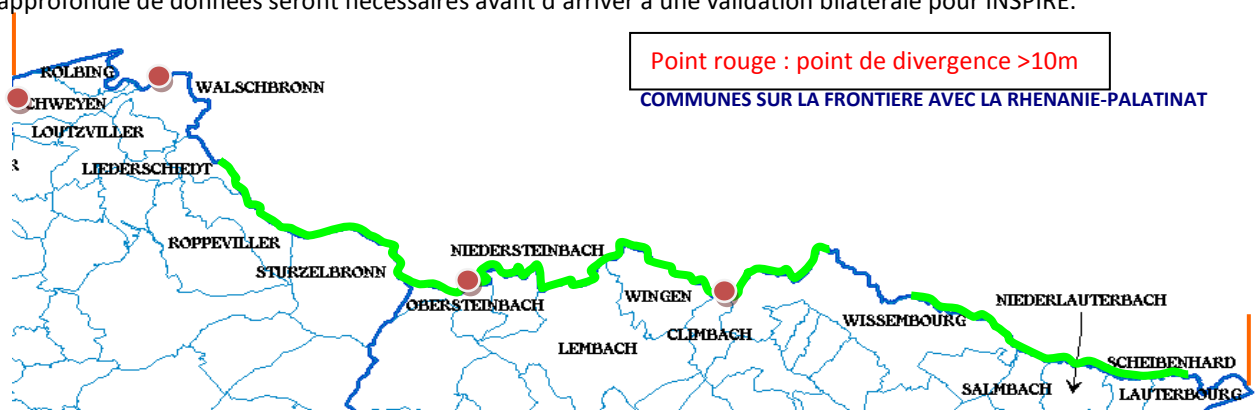 approfondie de données seront nécessaires avant d'arriver à une validation bilatérale pour INSPIRE.
Point rouge : point de divergence >10m
COMMUNES SUR LA FRONTIERE AVEC LA RHENANIE-PALATINAT
ROLBING
WALSCHBRONN
CHWEYEN
LOUTZVILLER
R
LIEDERSCHIEDT
ROPPEVILLER
STURZELBRONN
NIEDERSTEINBACH
OBERSTEINBACH
WINGEN
LEMBACH
CLIMBACH
WISSEMBOURG
NIEDERLAUTERBACH
SCHEIBENHARD
SALMBACH
LAUTERBOURG